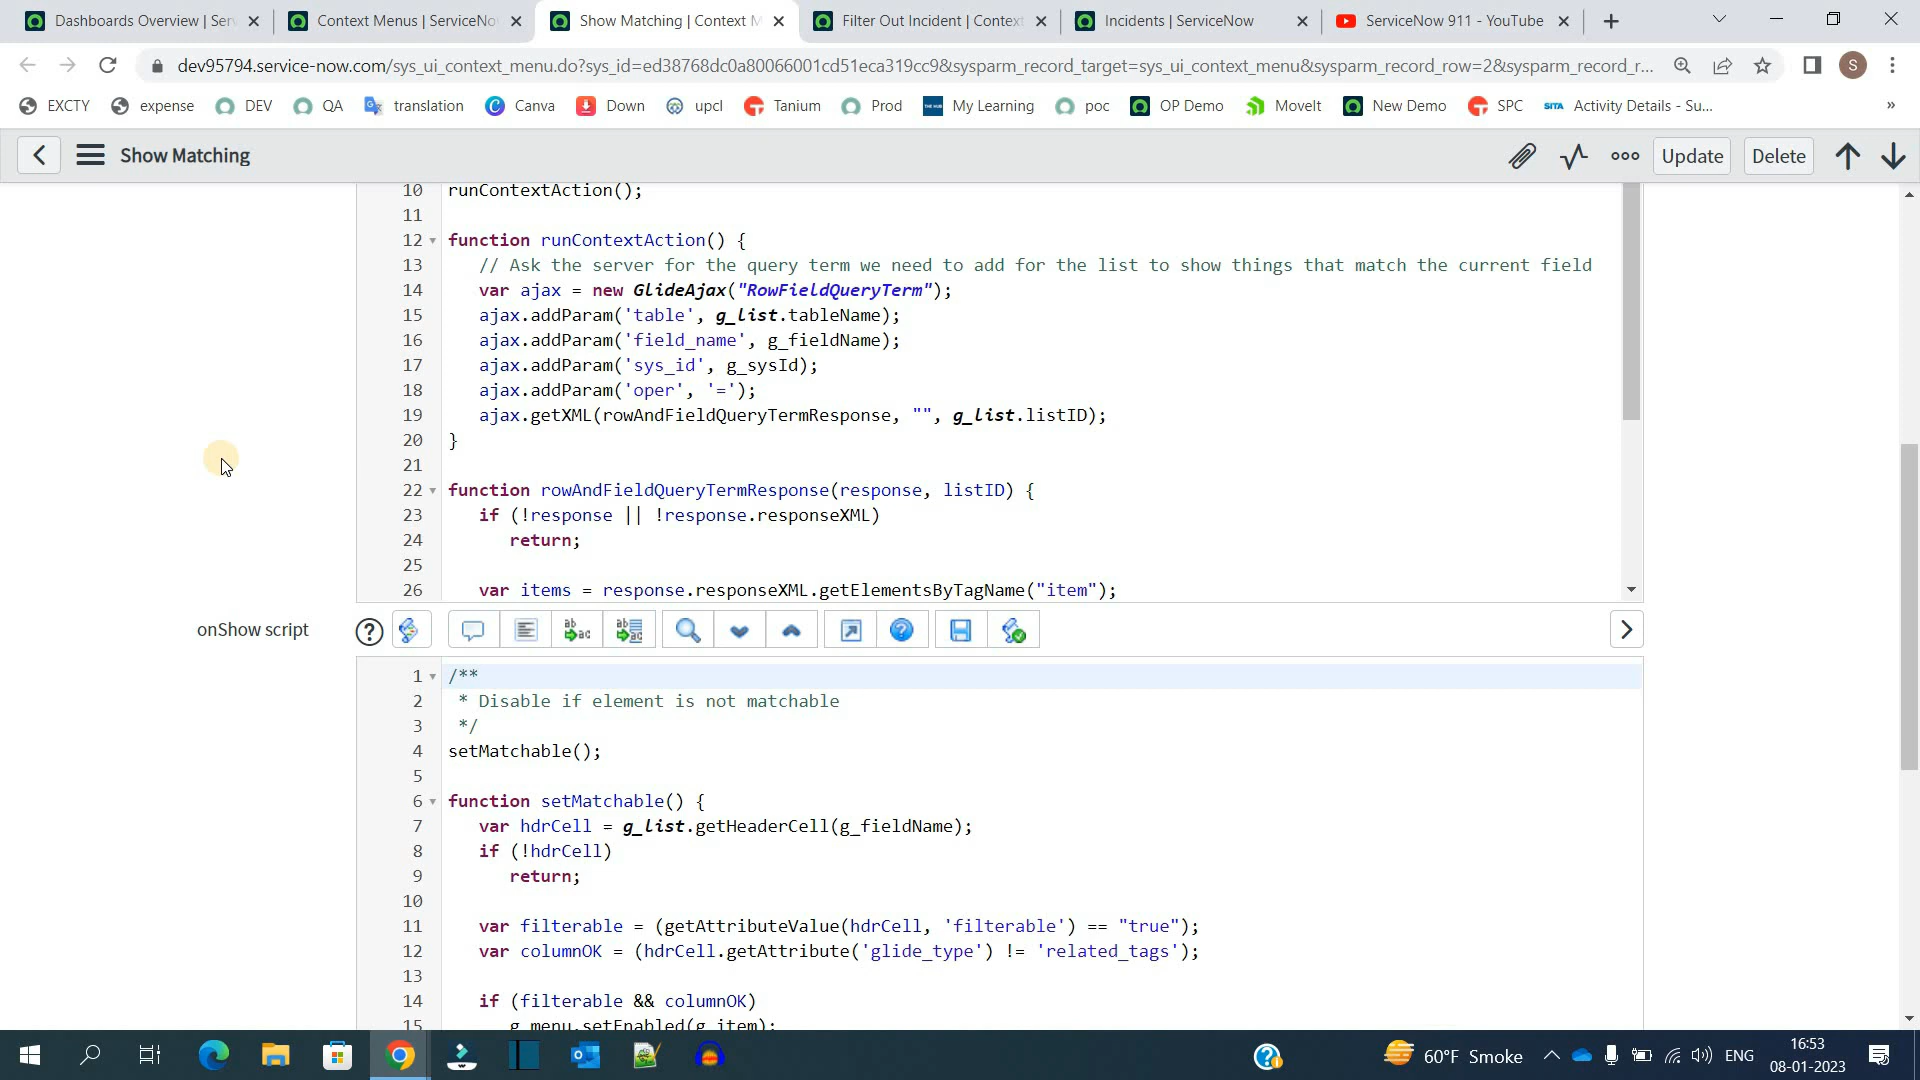 Dashboards Overview | Serv
Context Menus | ServiceNo
Show Matching | Context M
Filter Out Incident | Context
Incidents | ServiceNow
ServiceNow 911 - YouTube
dev95794.service-now.com/sys_ui_context_menu.do?sys_id=ed38768dc0a80066001cd51eca319cc9&sysparm_record_target=sys_ui_context_menu&sysparm_record_row=2&sysparm_record_r...
S
EXCTY
expense
DEV
QA
translation
Canva
Down
upcl
Tanium
Prod
My Learning
poc
OP Demo
MoveIt
New Demo
SPC
SITA Activity Details - Su...
Show Matching
Update
Delete
10 runContextAction();
11
12 function runContextAction() {
13 // Ask the server for the query term we need to add for the list to show things that match the current field
14 var ajax = new GlideAjax("RowFieldQueryTerm");
15 ajax.addParam('table', g_list.tableName);
16 ajax.addParam('field_name', g_fieldName);
17 ajax.addParam('sys_id', g_sysId);
18 ajax.addParam('oper', '=');
19 ajax.getXML(rowAndFieldQueryTermResponse, "", g_list.listID);
20 }
21
22 function rowAndFieldQueryTermResponse(response, listID) {
23 if (!response || !response.responseXML)
24 return;
25
26 var items = response.responseXML.getElementsByTagName("item");
onShow script
1 /**
2 * Disable if element is not matchable
3 */
4 setMatchable();
5
6 function setMatchable() {
7 var hdrCell = g_list.getHeaderCell(g_fieldName);
8 if (!hdrCell)
9 return;
10
11 var filterable = (getAttributeValue(hdrCell, 'filterable') == "true");
12 var columnOK = (hdrCell.getAttribute('glide_type') != 'related_tags');
13
14 if (filterable && columnOK)
15 g_menu.setEnabled(g_item);
60°F Smoke
ENG
16:53
08-01-2023